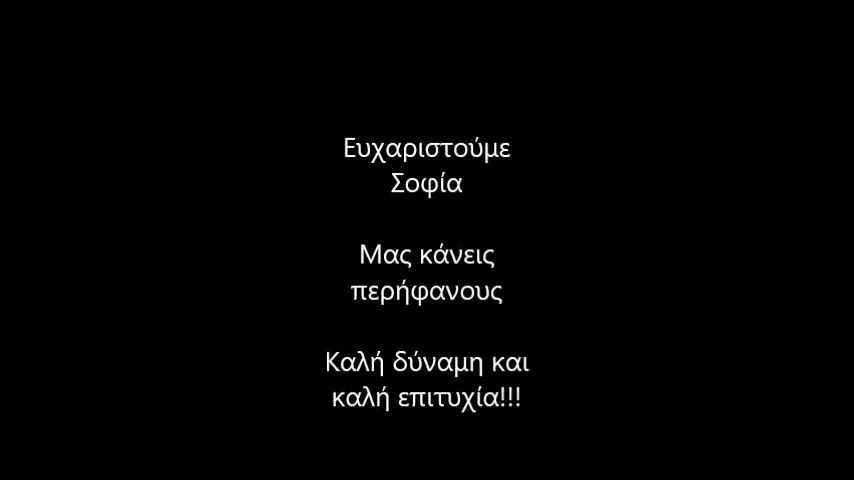 Ευχαριστούμε
Σοφία
Μας κάνεις
περήφανους
Καλή δύναμη και
καλή επιτυχία!!!